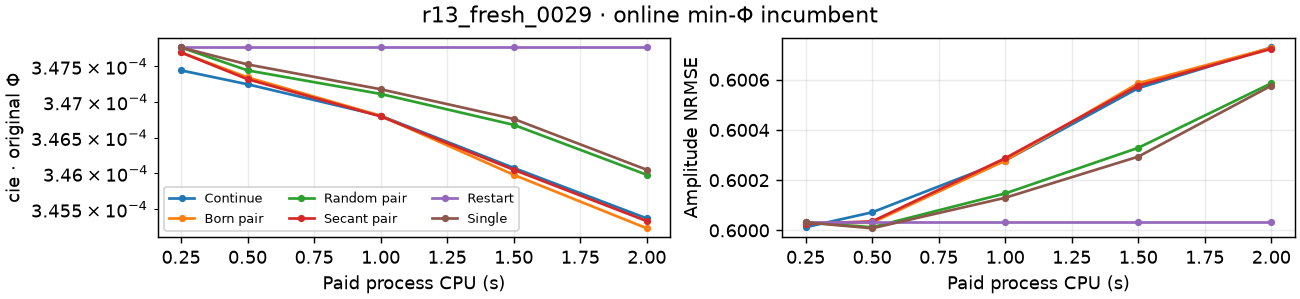 r13_fresh_0029 · online min-Φ incumbent
cie · original Φ
3.475 × 10⁻⁴
3.47 × 10⁻⁴
3.465 × 10⁻⁴
3.46 × 10⁻⁴
3.455 × 10⁻⁴
Continue
Born pair
Random pair
Secant pair
Restart
Single
0.25 0.50 0.75 1.00 1.25 1.50 1.75 2.00
Paid process CPU (s)
Amplitude NRMSE
0.6006
0.6004
0.6002
0.6000
0.25 0.50 0.75 1.00 1.25 1.50 1.75 2.00
Paid process CPU (s)